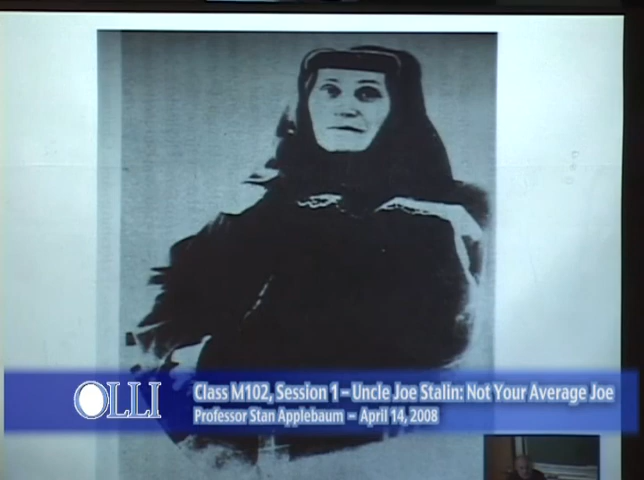 OLLI
Class M102, Session 1 – Uncle Joe Stalin: Not Your Average Joe
Professor Stan Applebaum – April 14, 2008